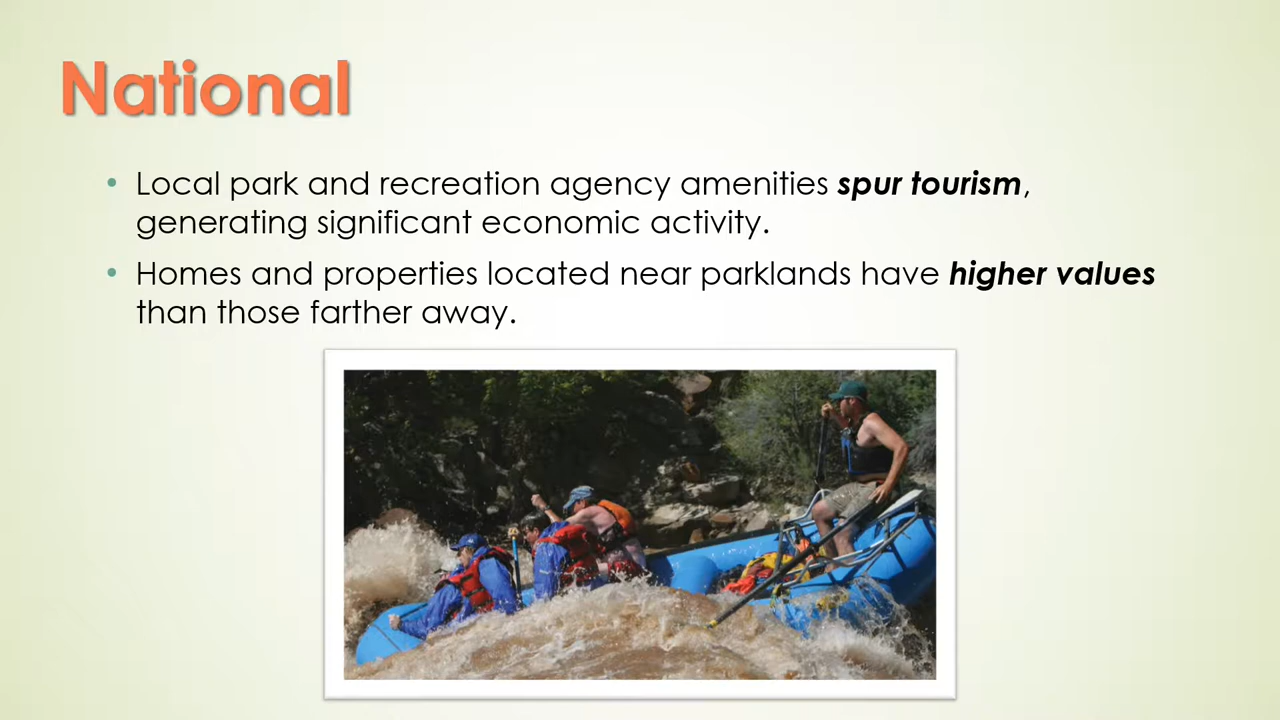 National
• Local park and recreation agency amenities spur tourism,
generating significant economic activity.
• Homes and properties located near parklands have higher values
than those farther away.